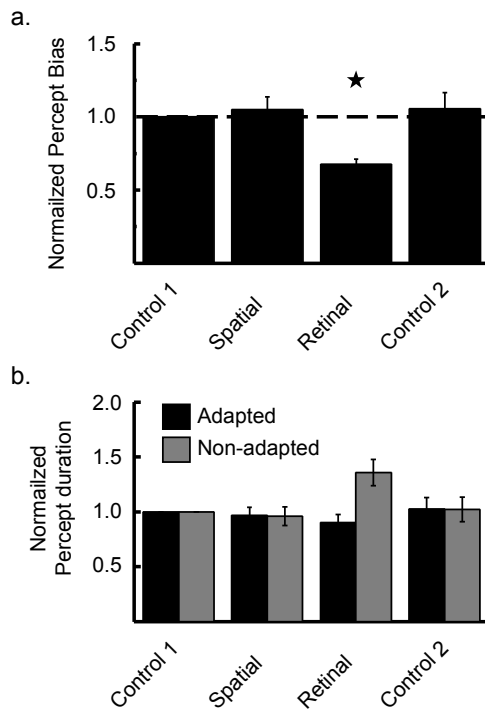 a.
Normailzed Percept Bias
1.5
1.0
0.5
Control 1
Spatial
Retinal
Control 2
b.
Normailzed
Percept duration
2.0
1.5
1.0
0.5
Adapted
Non-adapted
Control 1
Spatial
Retinal
Control 2